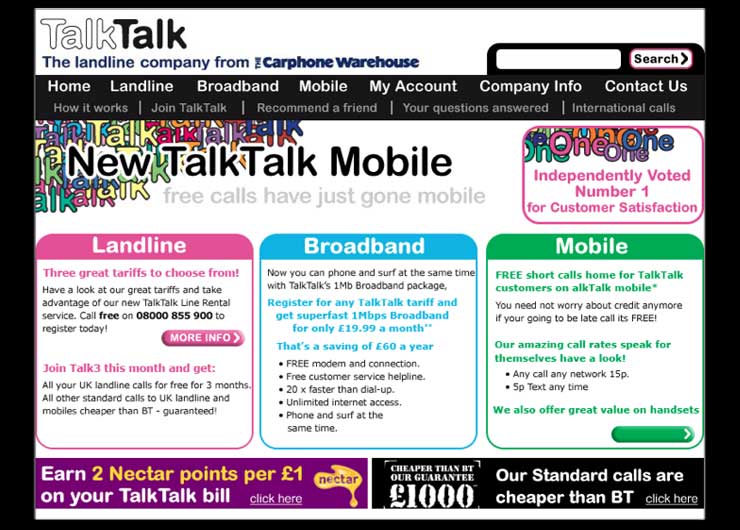 TalkTalk
The landline company from THE Carphone Warehouse
Search
Home Landline Broadband Mobile My Account Company Info Contact Us
How it works | Join TalkTalk | Recommend a friend | Your questions answered | International calls
New TalkTalk Mobile
free calls have just gone mobile
One One One
Independently Voted
Number 1
for Customer Satisfaction
Landline
Three great tariffs to choose from!
Have a look at our great tariffs and take
advantage of our new TalkTalk Line Rental
service. Call free on 08000 855 900 to
register today!
MORE INFO
Join Talk3 this month and get:
All your UK landline calls for free for 3 months.
All other standard calls to UK landline and
mobiles cheaper than BT - guaranteed!
Broadband
Now you can phone and surf at the same time
with TalkTalk's 1Mb Broadband package,
Register for any TalkTalk tariff and
get superfast 1Mbps Broadband
for only £19.99 a month**
That's a saving of £60 a year
• FREE modem and connection.
• Free customer service helpline.
• 20 x faster than dial-up.
• Unlimited internet access.
• Phone and surf at the
same time.
Mobile
FREE short calls home for TalkTalk
customers on alkTalk mobile*
You need not worry about credit anymore
if your going to be late call its FREE!
Our amazing call rates speak for
themselves have a look!
• Any call any network 15p.
• 5p Text any time
We also offer great value on handsets
Earn 2 Nectar points per £1
on your TalkTalk bill click here
nectar
CHEAPER THAN BT
OUR GUARANTEE
£1000
Our Standard calls are
cheaper than BT click here